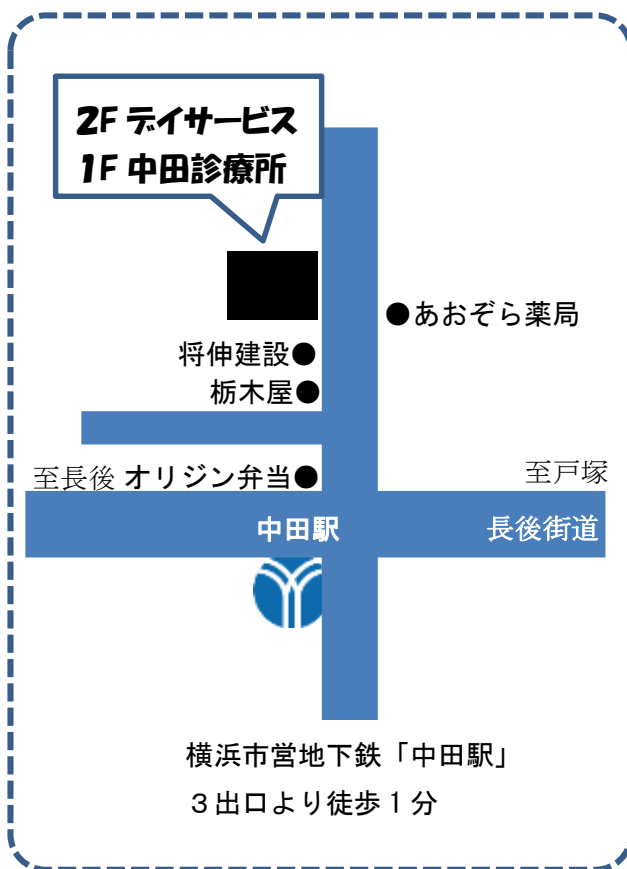 2F デイサービス
1F 中田診療所
●あおぞら薬局
将伸建設●
栃木屋●
至長後 オリジン弁当●
至戸塚
中田駅
長後街道
横浜市営地下鉄「中田駅」
3出口より徒歩1分